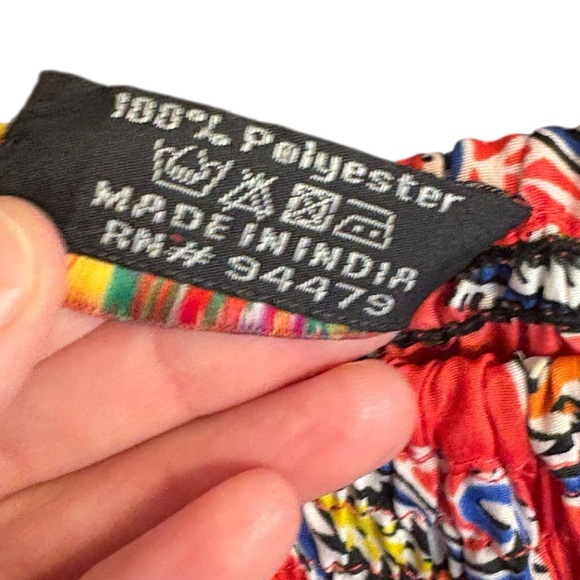 100% Polyester
MADE IN INDIA
RN# 94479